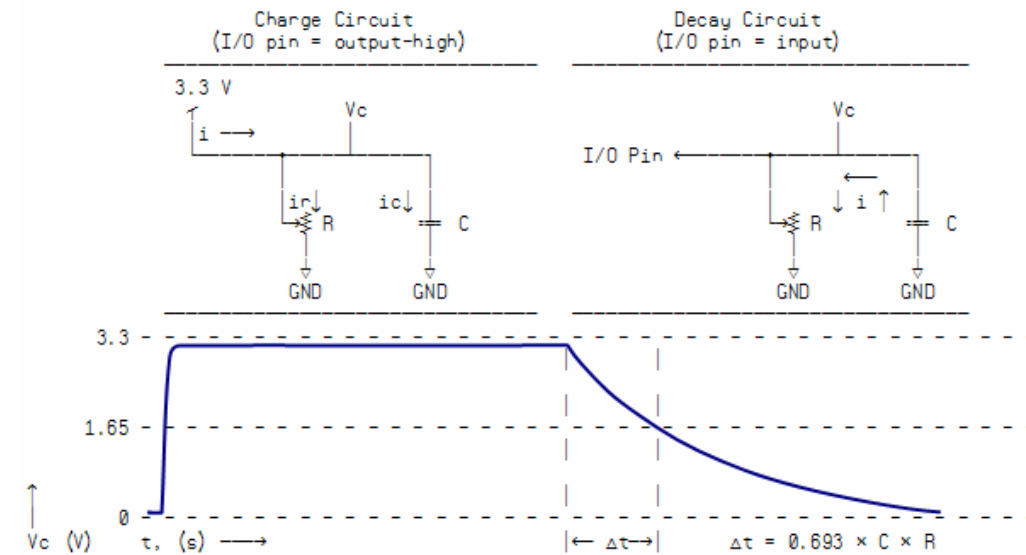 Charge Circuit
(I/O pin = output-high)
Decay Circuit
(I/O pin = input)
3.3 V
i
Vc
ir
R
ic
C
GND
GND
Vc
I/O Pin
i
R
C
GND
GND
3.3
1.65
0
Vc (V)
t, (s)
Δt
Δt = 0.693 × C × R